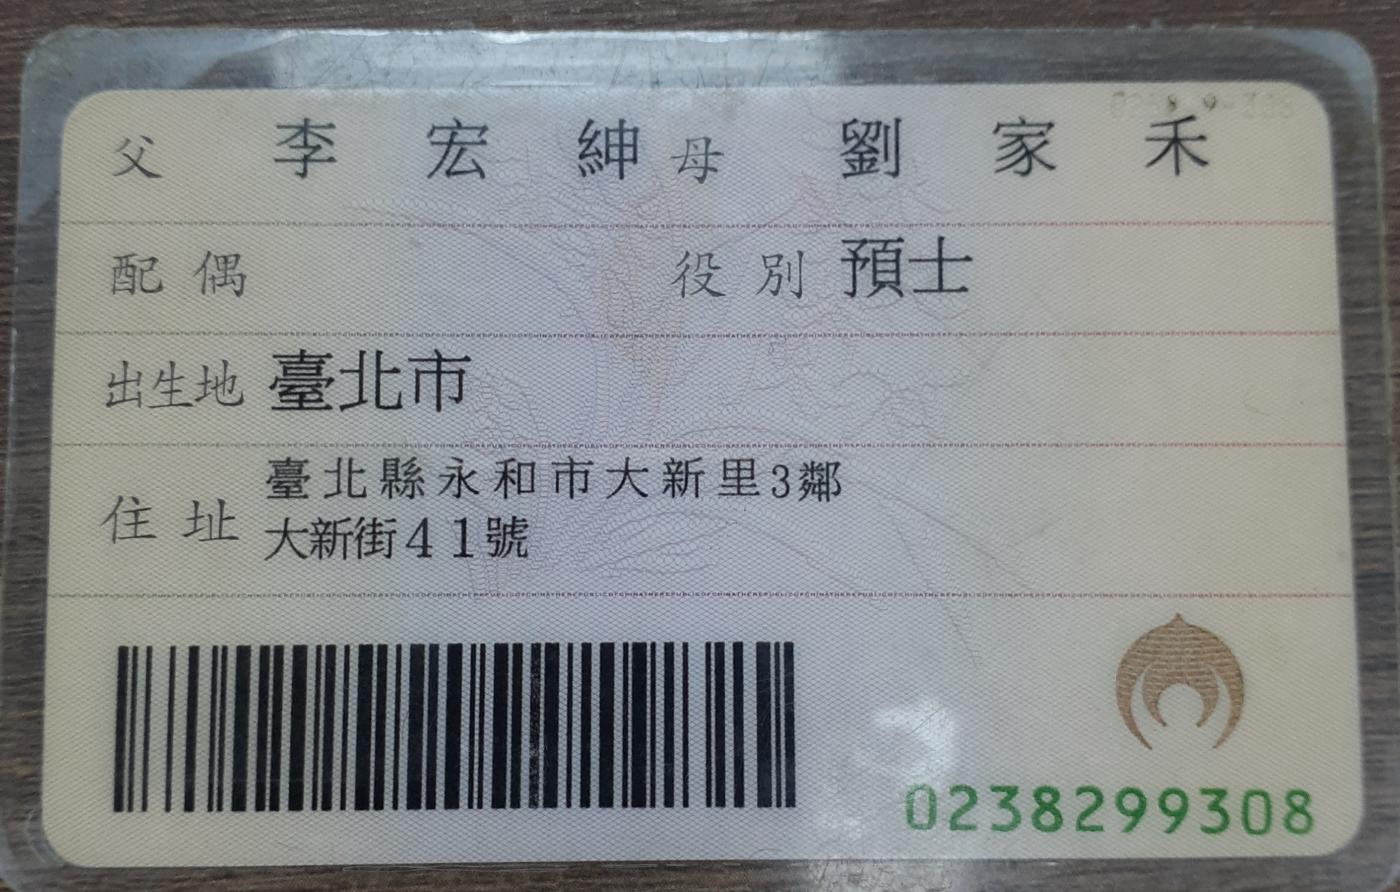 父 李宏紳 母 劉家禾
配偶 役別 預士
出生地 臺北市
住址 臺北縣永和市大新里3鄰
大新街41號
0238299308